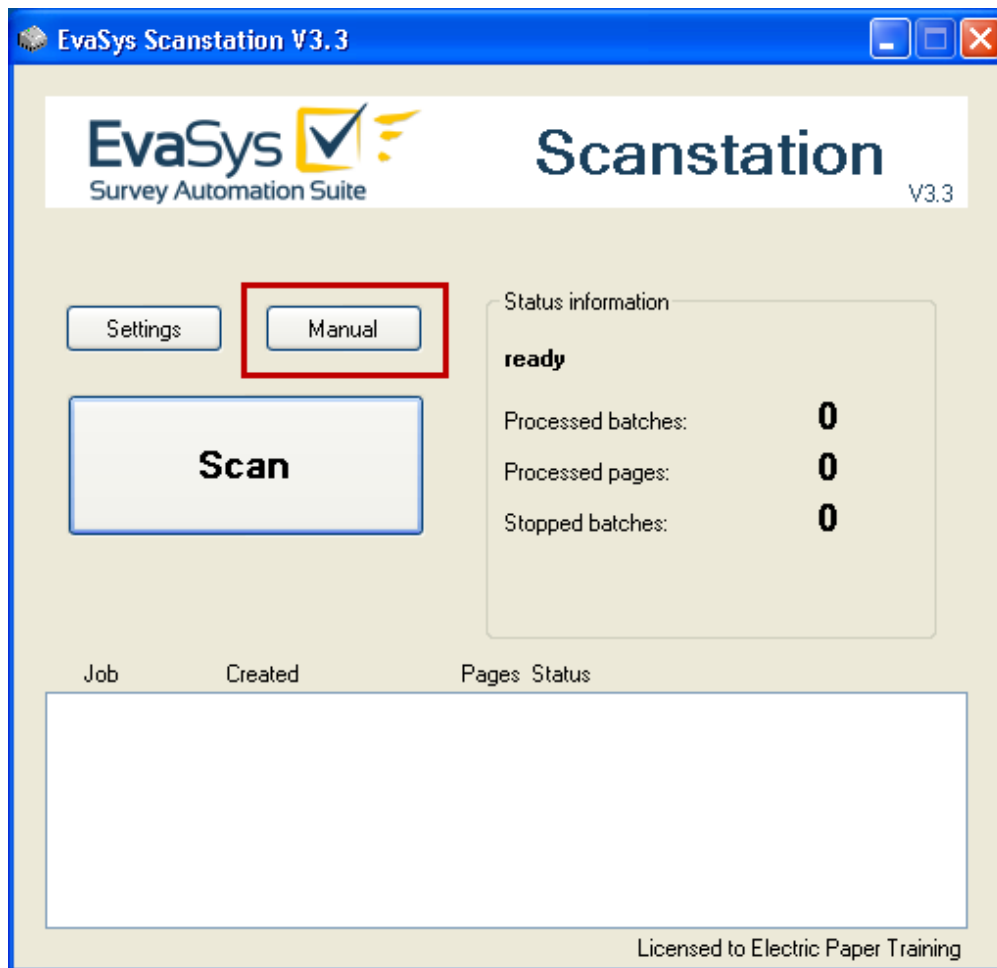 EvaSys Scanstation V3.3
EvaSys
Survey Automation Suite
Scanstation
V3.3
Settings
Manual
Scan
Status information
ready
Processed batches: 0
Processed pages: 0
Stopped batches: 0
Job Created Pages Status
Licensed to Electric Paper Training